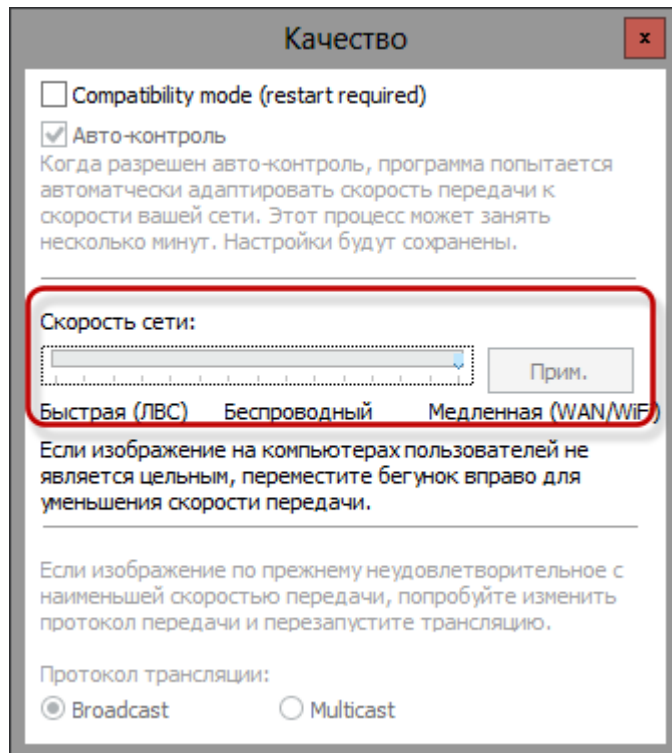 Качество
x
Compatibility mode (restart required)
Авто-контроль
Когда разрешен авто-контроль, программа попытается
автоматчески адаптировать скорость передачи к
скорости вашей сети. Этот процесс может занять
несколько минут. Настройки будут сохранены.
Скорость сети:
Прим.
Быстрая (ЛВС) Беспроводный Медленная (WAN/WiFi)
Если изображение на компьютерах пользователей не
является цельным, переместите бегунок вправо для
уменьшения скорости передачи.
Если изображение по прежнему неудовлетворительное с
наименьшей скоростью передачи, попробуйте изменить
протокол передачи и перезапустите трансляцию.
Протокол трансляции:
Broadcast Multicast